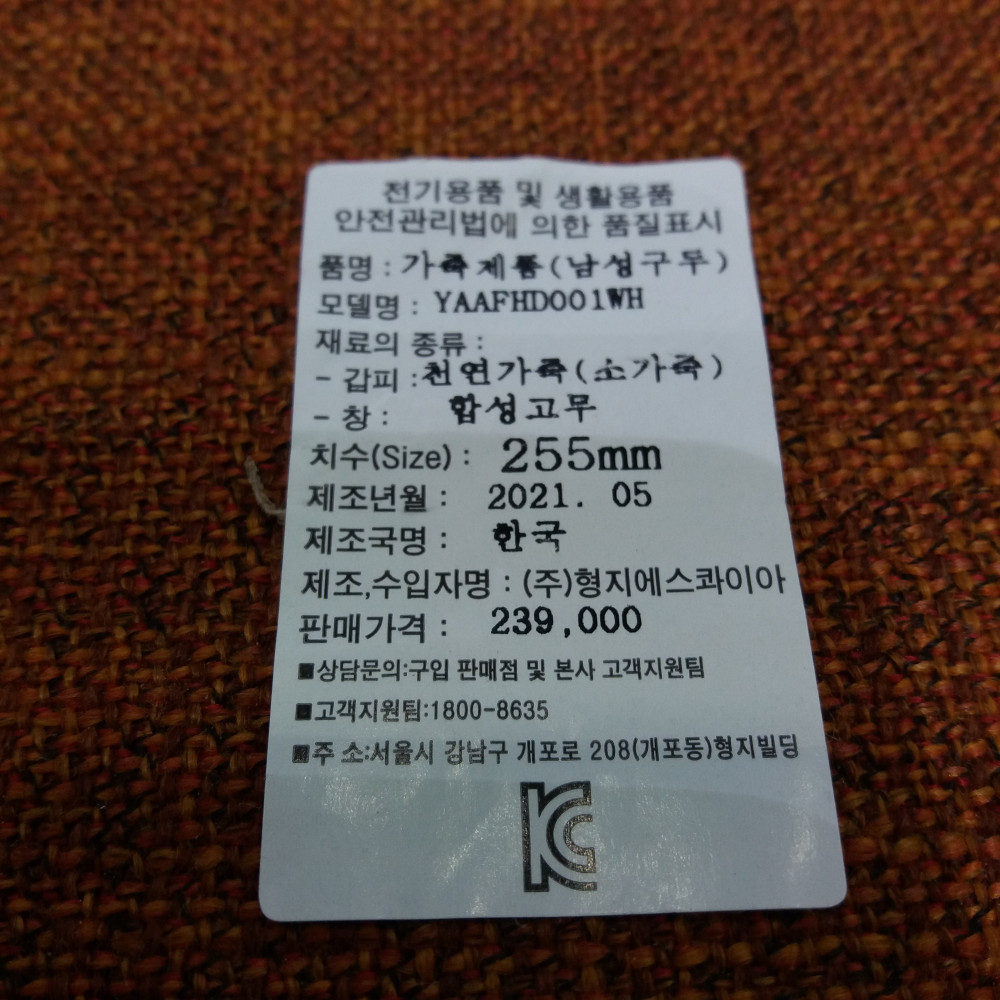 전기용품 및 생활용품
안전관리법에 의한 품질표시
품명 : 가죽제품(남성구두)
모델명 : YAAFHD001WH
재료의 종류 :
- 갑피 : 천연가죽(소가죽)
- 창 : 합성고무
치수(Size) : 255mm
제조년월 : 2021. 05
제조국명 : 한국
제조,수입자명 : (주)형지에스콰이아
판매가격 : 239,000
■상담문의:구입 판매점 및 본사 고객지원팀
■고객지원팀:1800-8635
■주 소:서울시 강남구 개포로 208(개포동)형지빌딩
KC